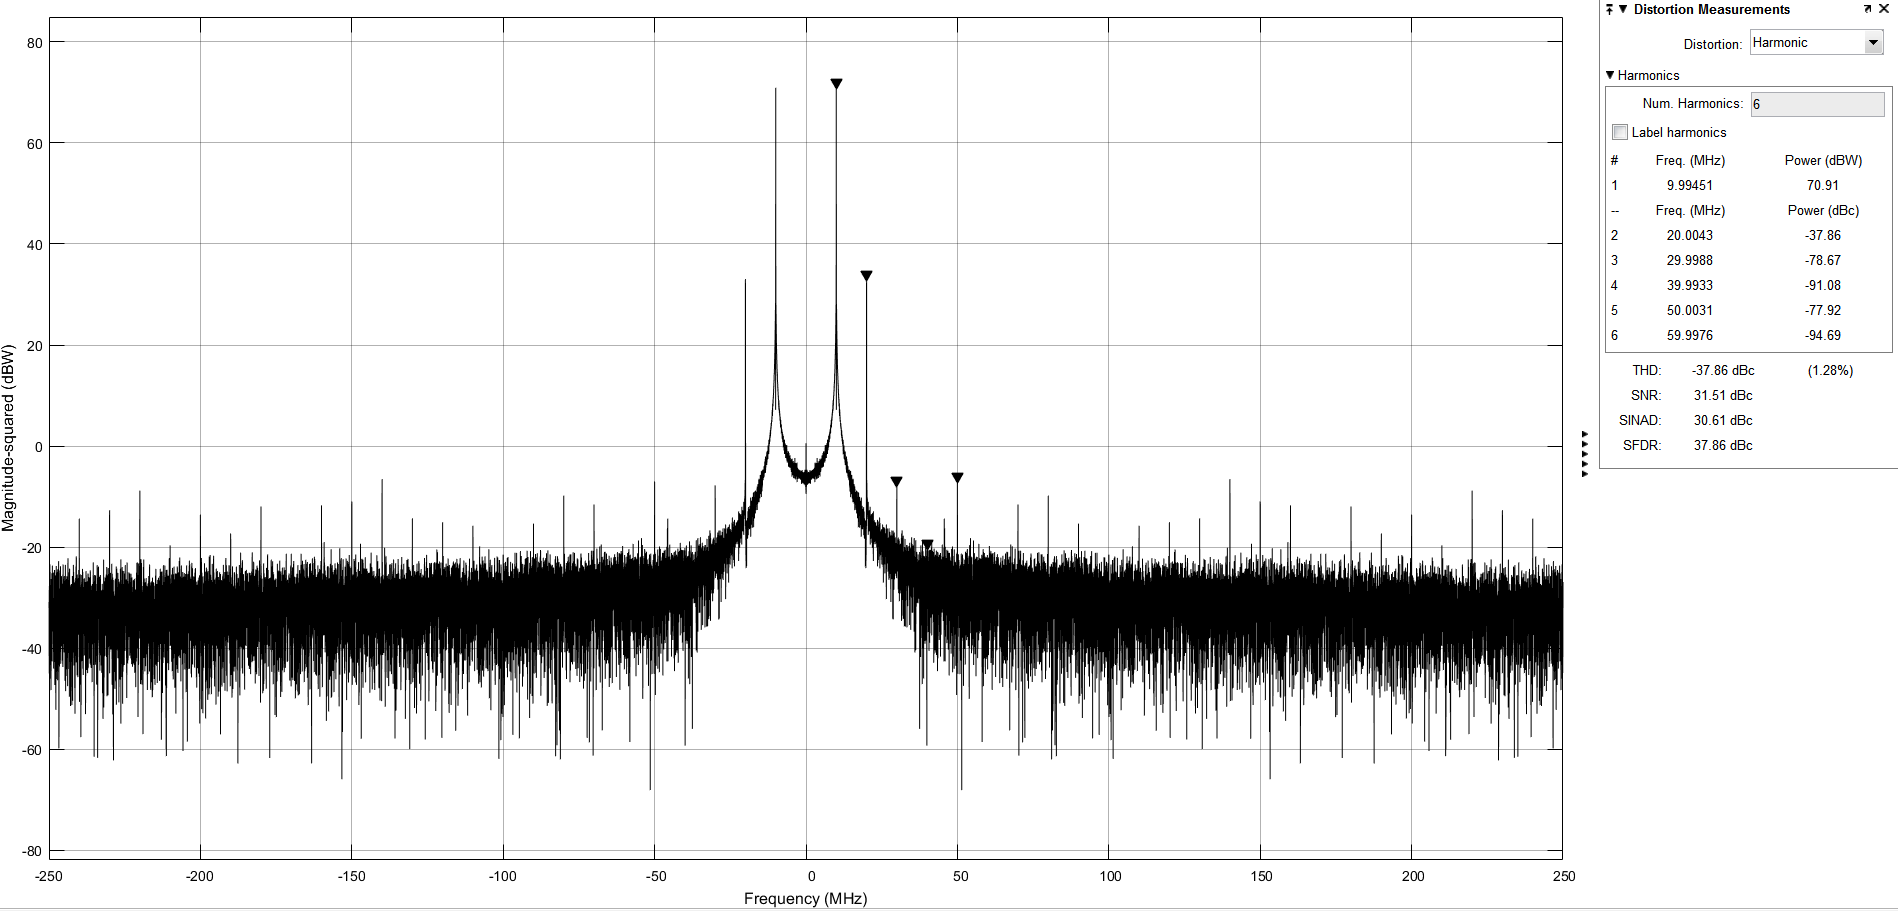 80
60
40
20
0
-20
-40
-60
-80
Magnitude-squared (dBW)
-250 -200 -150 -100 -50 0 50 100 150 200 250
Frequency (MHz)
Distortion Measurements
Distortion: Harmonic
Harmonics
Num. Harmonics: 6
Label harmonics
# Freq. (MHz) Power (dBW)
1 9.99451 70.91
-- Freq. (MHz) Power (dBc)
2 20.0043 -37.86
3 29.9988 -78.67
4 39.9933 -91.08
5 50.0031 -77.92
6 59.9976 -94.69
THD: -37.86 dBc (1.28%)
SNR: 31.51 dBc
SINAD: 30.61 dBc
SFDR: 37.86 dBc